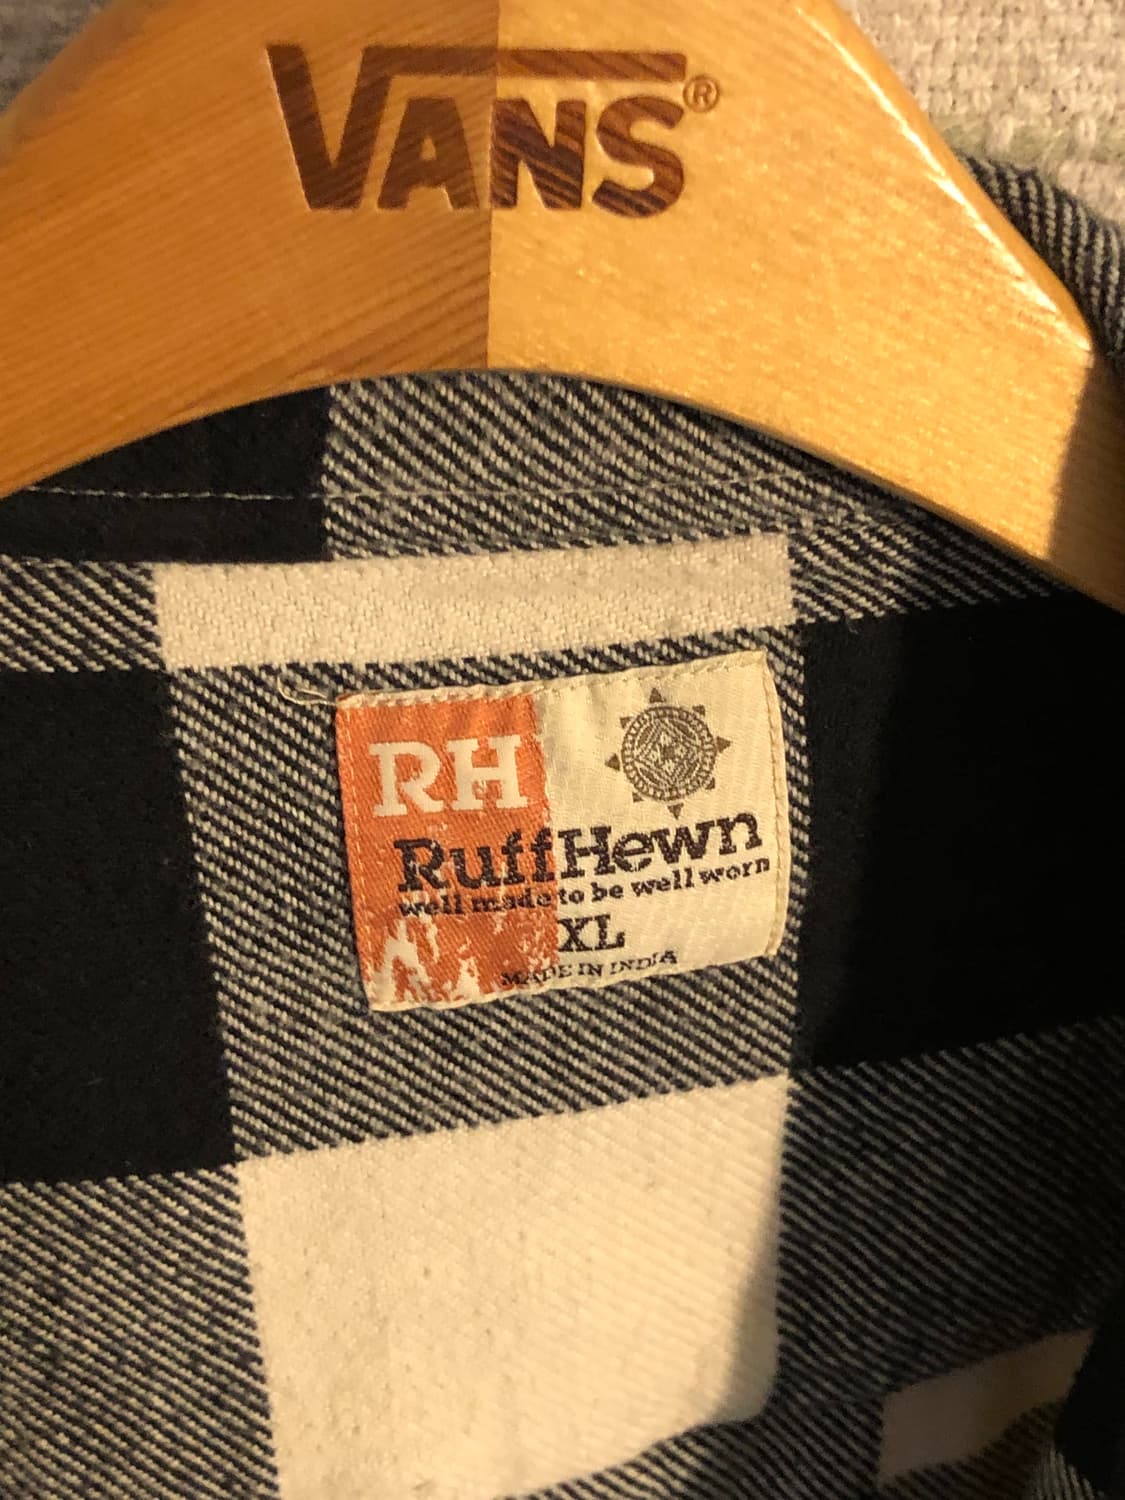 VANS®
RH
RuffHewn
well made to be well worn
XL
MADE IN INDIA